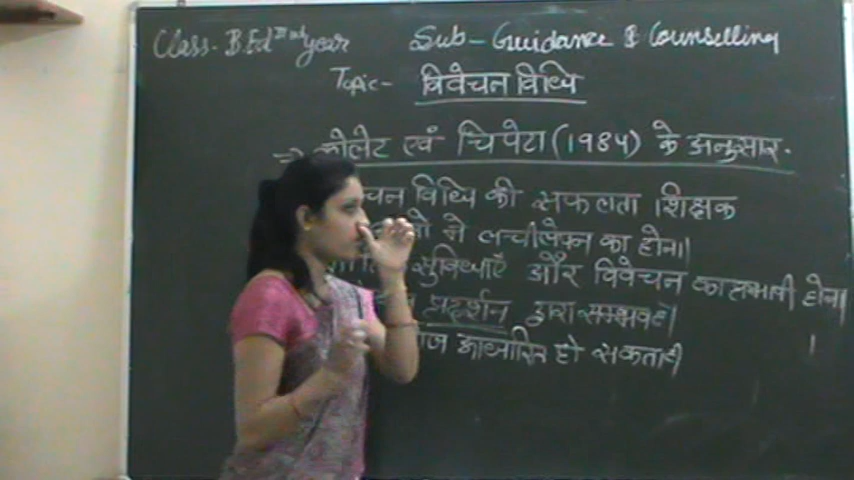 Class- B.Ed IInd year Sub- Guidance & Counselling
Topic- विवेचन विधि
कोलेट एवं चिपेटा (1984) के अनुसार.
चन विधि की सफलता शिक्षक
मे लचीलेपन का होना।
सुविधाएँ और विवेचन का प्रभावी होना।
प्रदर्शन द्वारा सम्भव है।
आधारित हो सकता है